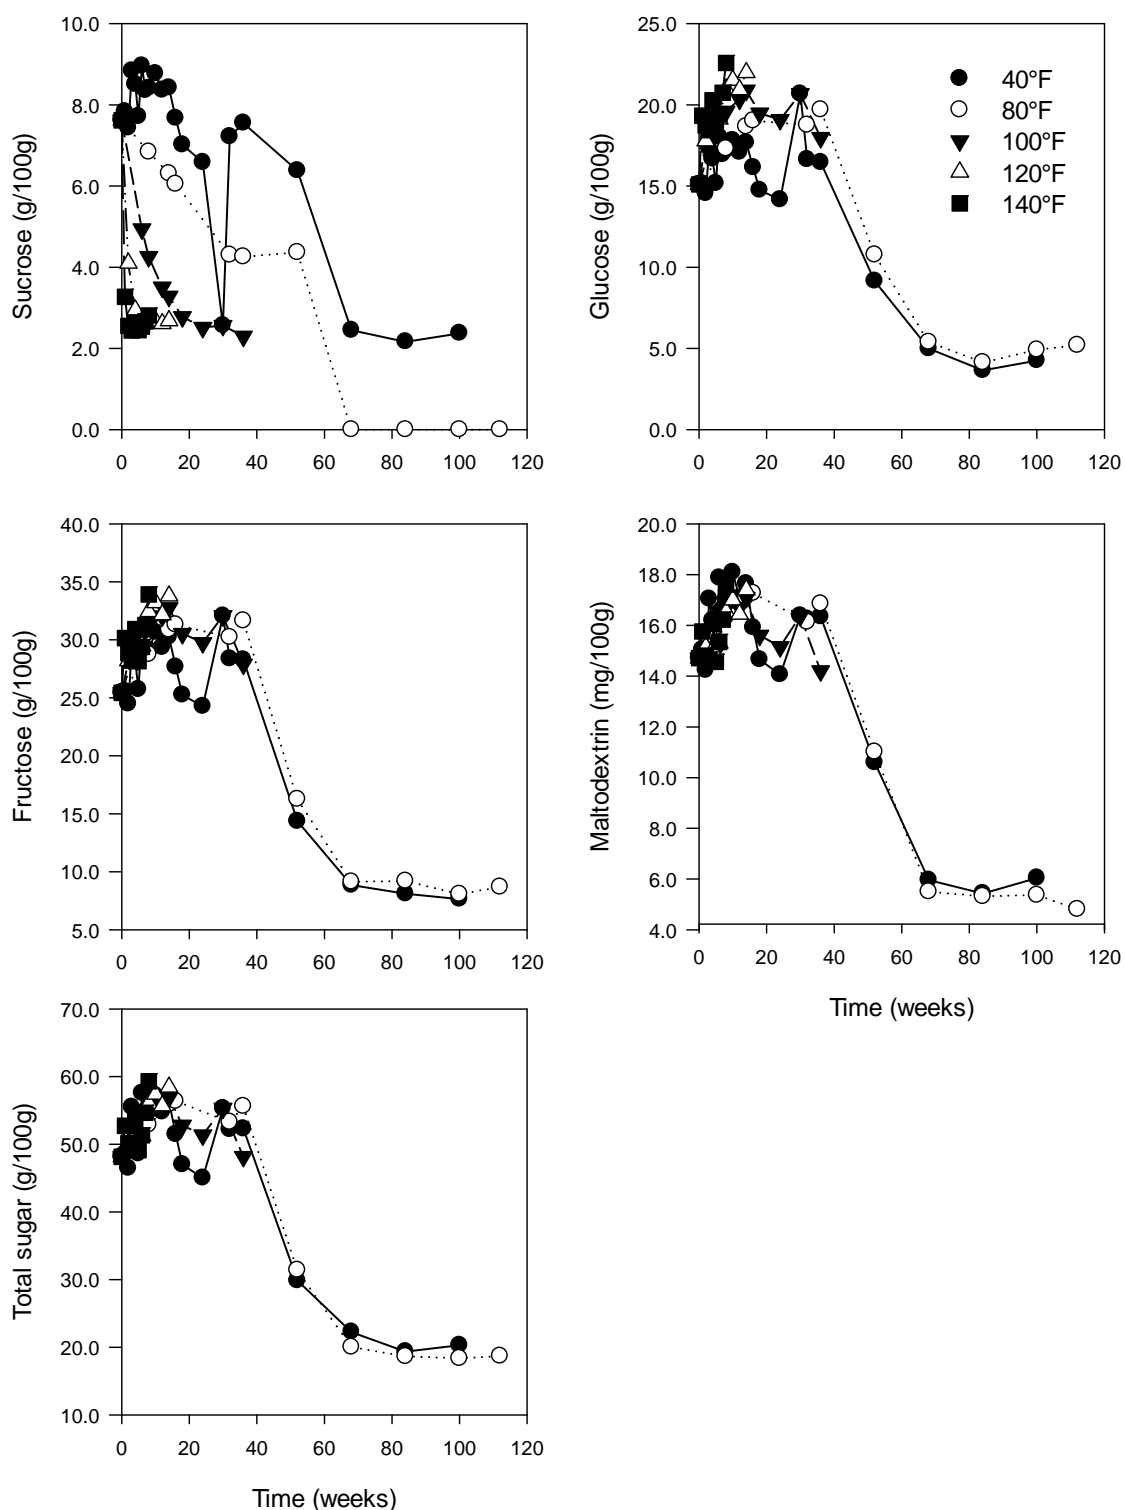 10.0
8.0
6.0
4.0
2.0
0.0
Sucrose (g/100g)
0 20 40 60 80 100 120
25.0
20.0
15.0
10.0
5.0
0.0
Glucose (g/100g)
40°F
80°F
100°F
120°F
140°F
0 20 40 60 80 100 120
40.0
35.0
30.0
25.0
20.0
15.0
10.0
5.0
Fructose (g/100g)
0 20 40 60 80 100 120
20.0
18.0
16.0
14.0
12.0
10.0
8.0
6.0
4.0
Maltodextrin (mg/100g)
0 20 40 60 80 100 120
Time (weeks)
70.0
60.0
50.0
40.0
30.0
20.0
10.0
Total sugar (g/100g)
0 20 40 60 80 100 120
Time (weeks)